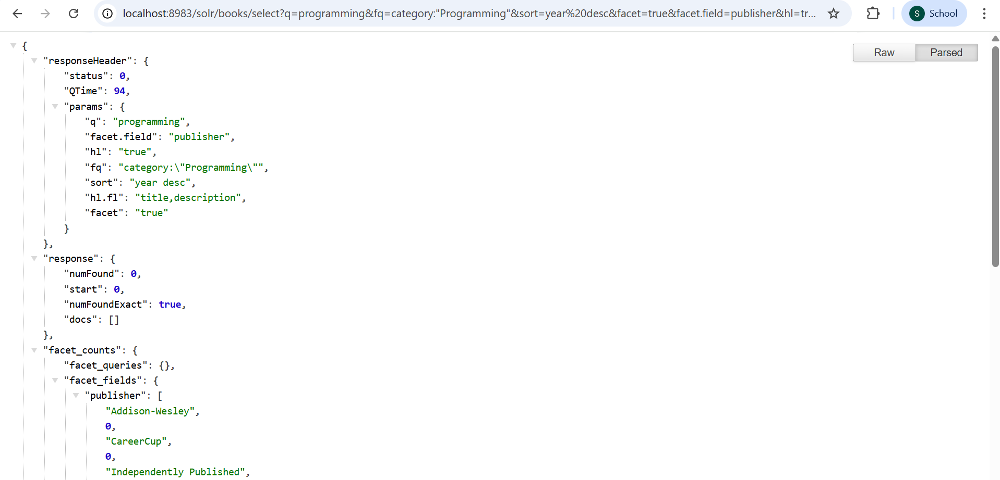 localhost:8983/solr/books/select?q=programming&fq=category:"Programming"&sort=year%20desc&facet=true&facet.field=publisher&hl=tr...
S School
Raw Parsed
{
"responseHeader": {
"status": 0,
"QTime": 94,
"params": {
"q": "programming",
"facet.field": "publisher",
"hl": "true",
"fq": "category:\"Programming\"",
"sort": "year desc",
"hl.fl": "title,description",
"facet": "true"
}
},
"response": {
"numFound": 0,
"start": 0,
"numFoundExact": true,
"docs": []
},
"facet_counts": {
"facet_queries": {},
"facet_fields": {
"publisher": [
"Addison-Wesley",
0,
"CareerCup",
0,
"Independently Published",